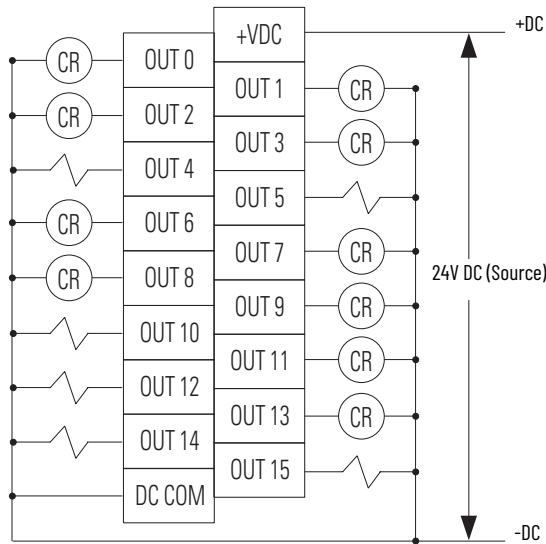 +VDC
+DC
CR
OUT 0
OUT 1
CR
CR
OUT 2
OUT 3
CR
OUT 4
OUT 5
CR
OUT 6
OUT 7
CR
24V DC (Source)
CR
OUT 8
OUT 9
CR
OUT 10
OUT 11
CR
OUT 12
OUT 13
CR
OUT 14
OUT 15
DC COM
-DC